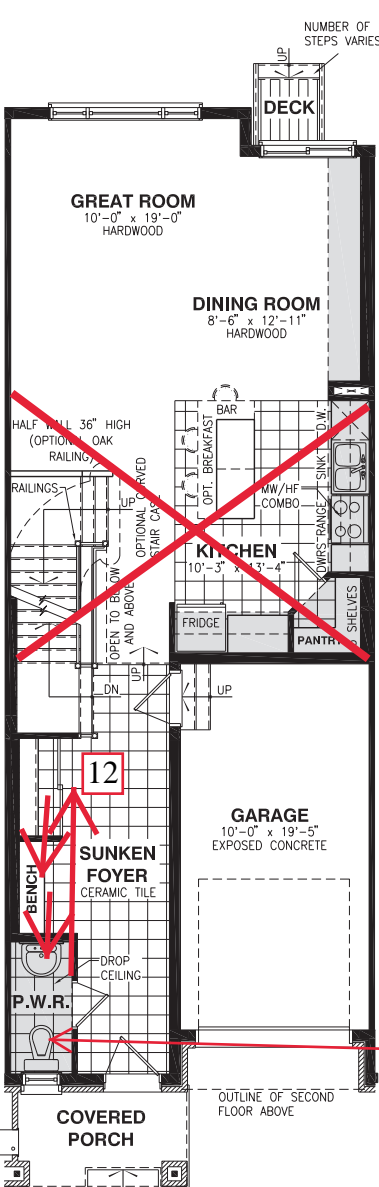 NUMBER OF
STEPS VARIES
UP
DECK
GREAT ROOM
10'-0" x 19'-0"
HARDWOOD
DINING ROOM
8'-6" x 12'-11"
HARDWOOD
HALF WALL 36" HIGH
(OPTIONAL OAK
RAILING)
BAR
OPT. BREAKFAST
D.W.
SINK
RANGE
DWRS
MW/HF
COMBO
RAILINGS
UP
OPTIONAL CURVED
STAIR CASE
OPEN TO BELOW
AND ABOVE
KITCHEN
10'-3" x 13'-4"
FRIDGE
PANTRY
SHELVES
UP
DN
UP
12
SUNKEN
FOYER
CERAMIC TILE
BENCH
GARAGE
10'-0" x 19'-5"
EXPOSED CONCRETE
DROP
CEILING
P.W.R.
OUTLINE OF SECOND
FLOOR ABOVE
COVERED
PORCH